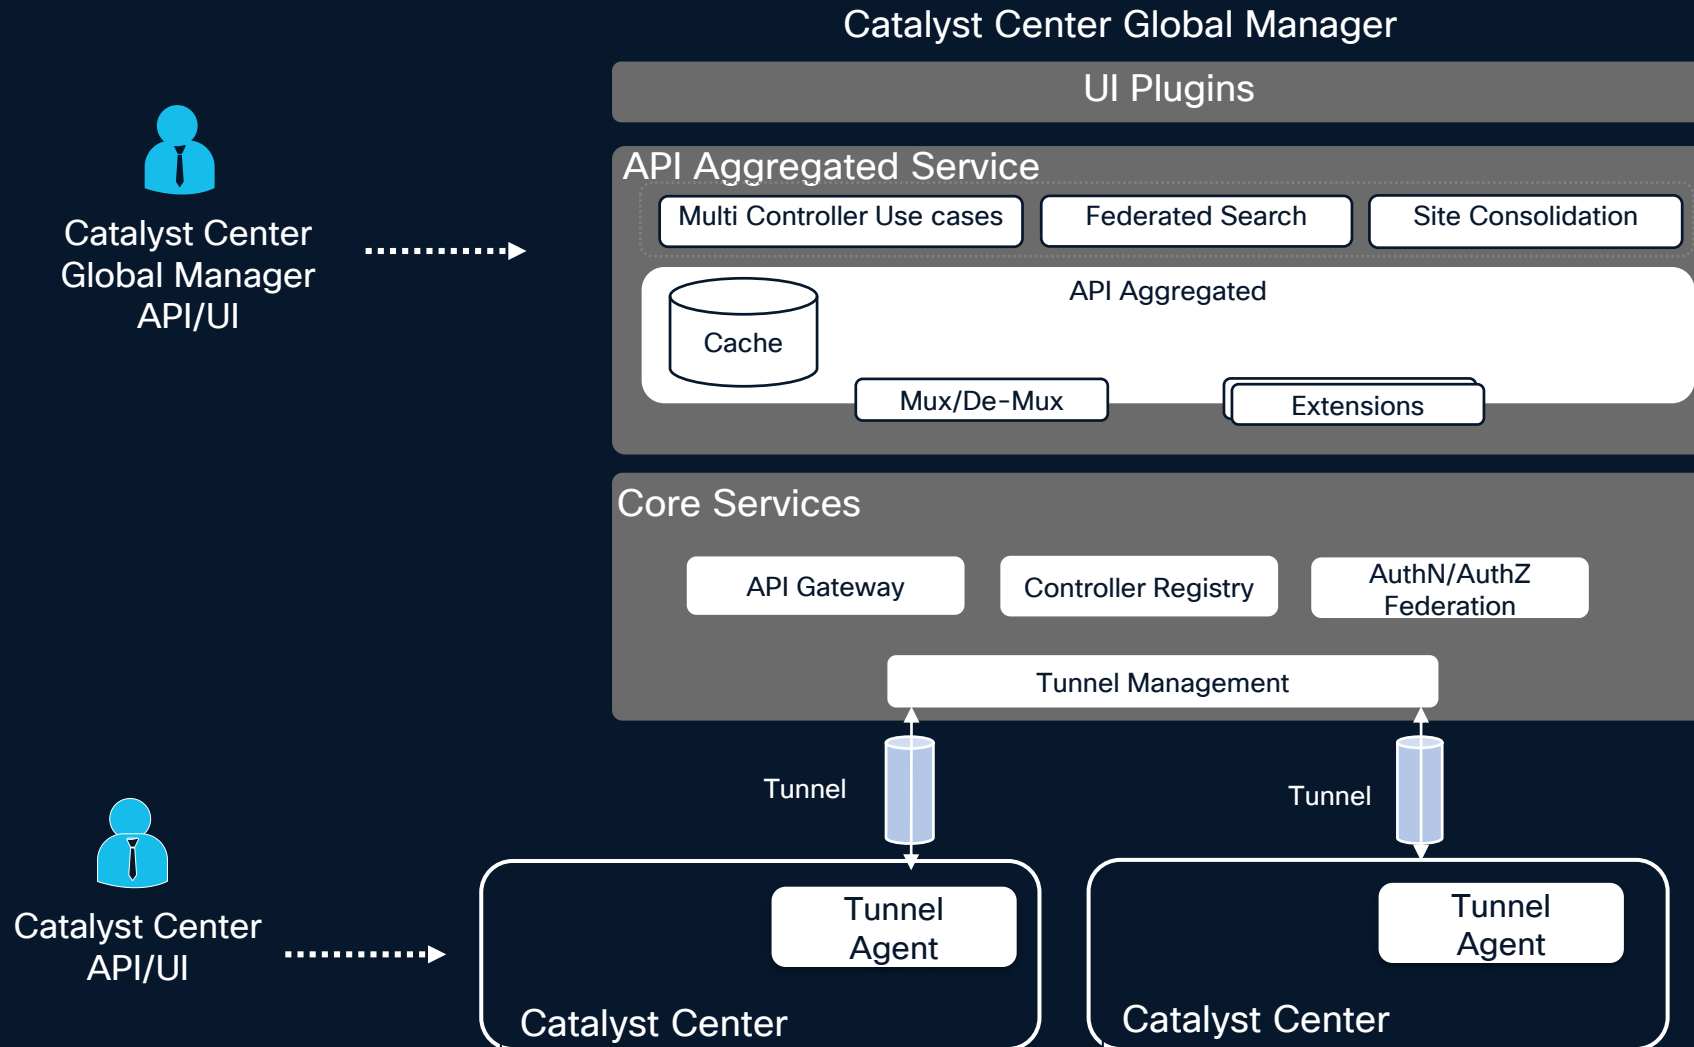 Catalyst Center Global Manager
UI Plugins
API Aggregated Service
Multi Controller Use cases
Federated Search
Site Consolidation
Catalyst Center
Global Manager
API/UI
API Aggregated
Cache
Mux/De-Mux
Extensions
Core Services
API Gateway
Controller Registry
AuthN/AuthZ
Federation
Tunnel Management
Tunnel
Tunnel
Catalyst Center
API/UI
Tunnel
Agent
Catalyst Center
Tunnel
Agent
Catalyst Center